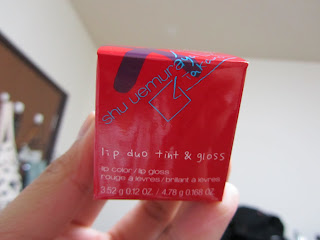 shu uemura
lip duo tint & gloss
lip color/lip gloss
rouge à lèvres/brillant à lèvres
3.52 g 0.12 OZ. / 4.78 g 0.168 OZ.